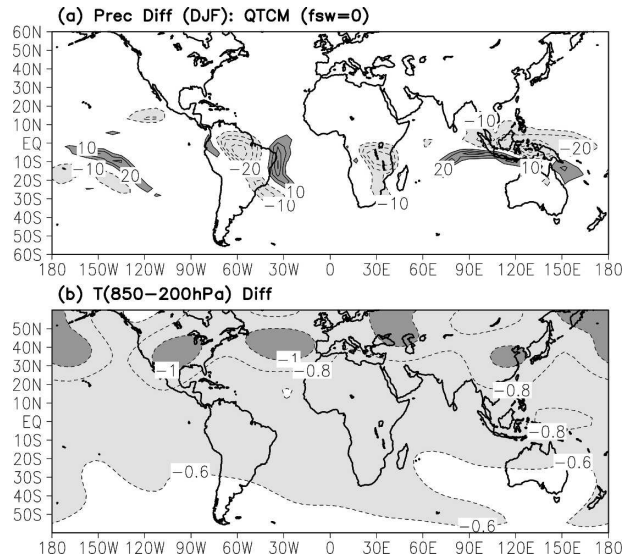 (a) Prec Diff (DJF): QTCM (fsw=0)
60N
50N
40N
30N
20N
10N
EQ
10S
20S
30S
40S
50S
60S
10
-10
20
-20
10
-10
-10
20
-10
-20
10
180 150W 120W 90W 60W 30W 0 30E 60E 90E 120E 150E 180
(b) T(850-200hPa) Diff
50N
40N
30N
20N
10N
EQ
10S
20S
30S
40S
50S
-1
-1
-0.8
-0.8
-0.8
-0.6
-0.6
-0.6
180 150W 120W 90W 60W 30W 0 30E 60E 90E 120E 150E 180